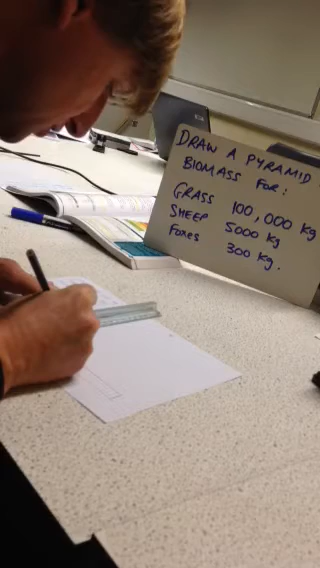 DRAW A PYRAMID
BIOMASS FOR:
GRASS 100,000 Kg
SHEEP 5000 Kg
FOXES 300 Kg.